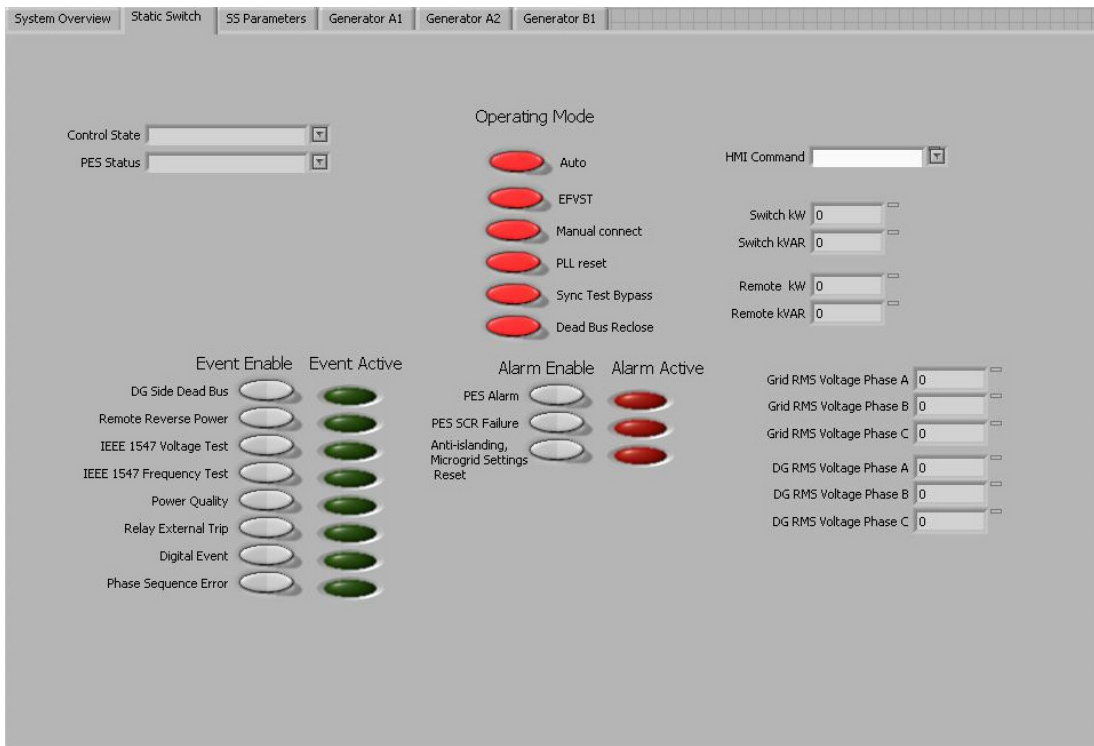 System Overview Static Switch SS Parameters Generator A1 Generator A2 Generator B1
Operating Mode
Control State
PES Status
Auto
EFVST
Manual connect
PLL reset
Sync Test Bypass
Dead Bus Reclose
HMI Command
Switch kW 0
Switch kVAR 0
Remote kW 0
Remote kVAR 0
Event Enable Event Active
DG Side Dead Bus
Remote Reverse Power
IEEE 1547 Voltage Test
IEEE 1547 Frequency Test
Power Quality
Relay External Trip
Digital Event
Phase Sequence Error
Alarm Enable Alarm Active
PES Alarm
PES SCR Failure
Anti-islanding,
Microgrid Settings
Reset
Grid RMS Voltage Phase A 0
Grid RMS Voltage Phase B 0
Grid RMS Voltage Phase C 0
DG RMS Voltage Phase A 0
DG RMS Voltage Phase B 0
DG RMS Voltage Phase C 0